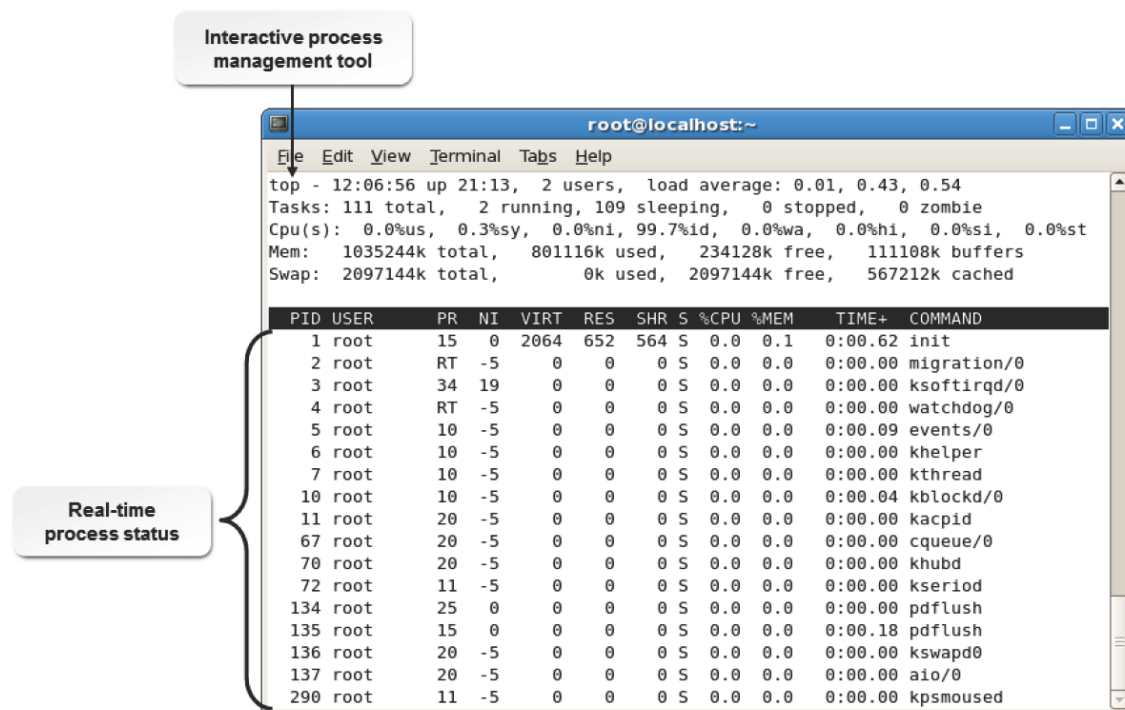 Interactive process
management tool
root@localhost:~
File Edit View Terminal Tabs Help
top - 12:06:56 up 21:13,  2 users,  load average: 0.01, 0.43, 0.54
Tasks: 111 total,   2 running, 109 sleeping,   0 stopped,   0 zombie
Cpu(s):  0.0%us,  0.3%sy,  0.0%ni, 99.7%id,  0.0%wa,  0.0%hi,  0.0%si,  0.0%st
Mem:   1035244k total,   801116k used,   234128k free,   111108k buffers
Swap:  2097144k total,        0k used,  2097144k free,   567212k cached
PID USER      PR  NI  VIRT  RES  SHR S %CPU %MEM    TIME+  COMMAND
1 root      15   0  2064  652  564 S  0.0  0.1   0:00.62 init
2 root      RT  -5     0    0    0 S  0.0  0.0   0:00.00 migration/0
3 root      34  19     0    0    0 S  0.0  0.0   0:00.00 ksoftirqd/0
4 root      RT  -5     0    0    0 S  0.0  0.0   0:00.00 watchdog/0
5 root      10  -5     0    0    0 S  0.0  0.0   0:00.09 events/0
6 root      10  -5     0    0    0 S  0.0  0.0   0:00.00 khelper
7 root      10  -5     0    0    0 S  0.0  0.0   0:00.00 kthread
10 root      10  -5     0    0    0 S  0.0  0.0   0:00.04 kblockd/0
11 root      20  -5     0    0    0 S  0.0  0.0   0:00.00 kacpid
67 root      20  -5     0    0    0 S  0.0  0.0   0:00.00 cqueue/0
70 root      20  -5     0    0    0 S  0.0  0.0   0:00.00 khubd
72 root      11  -5     0    0    0 S  0.0  0.0   0:00.00 kseriod
134 root      25   0     0    0    0 S  0.0  0.0   0:00.00 pdflush
135 root      15   0     0    0    0 S  0.0  0.0   0:00.18 pdflush
136 root      20  -5     0    0    0 S  0.0  0.0   0:00.00 kswapd0
137 root      20  -5     0    0    0 S  0.0  0.0   0:00.00 aio/0
290 root      11  -5     0    0    0 S  0.0  0.0   0:00.00 kpsmoused
Real-time
process status